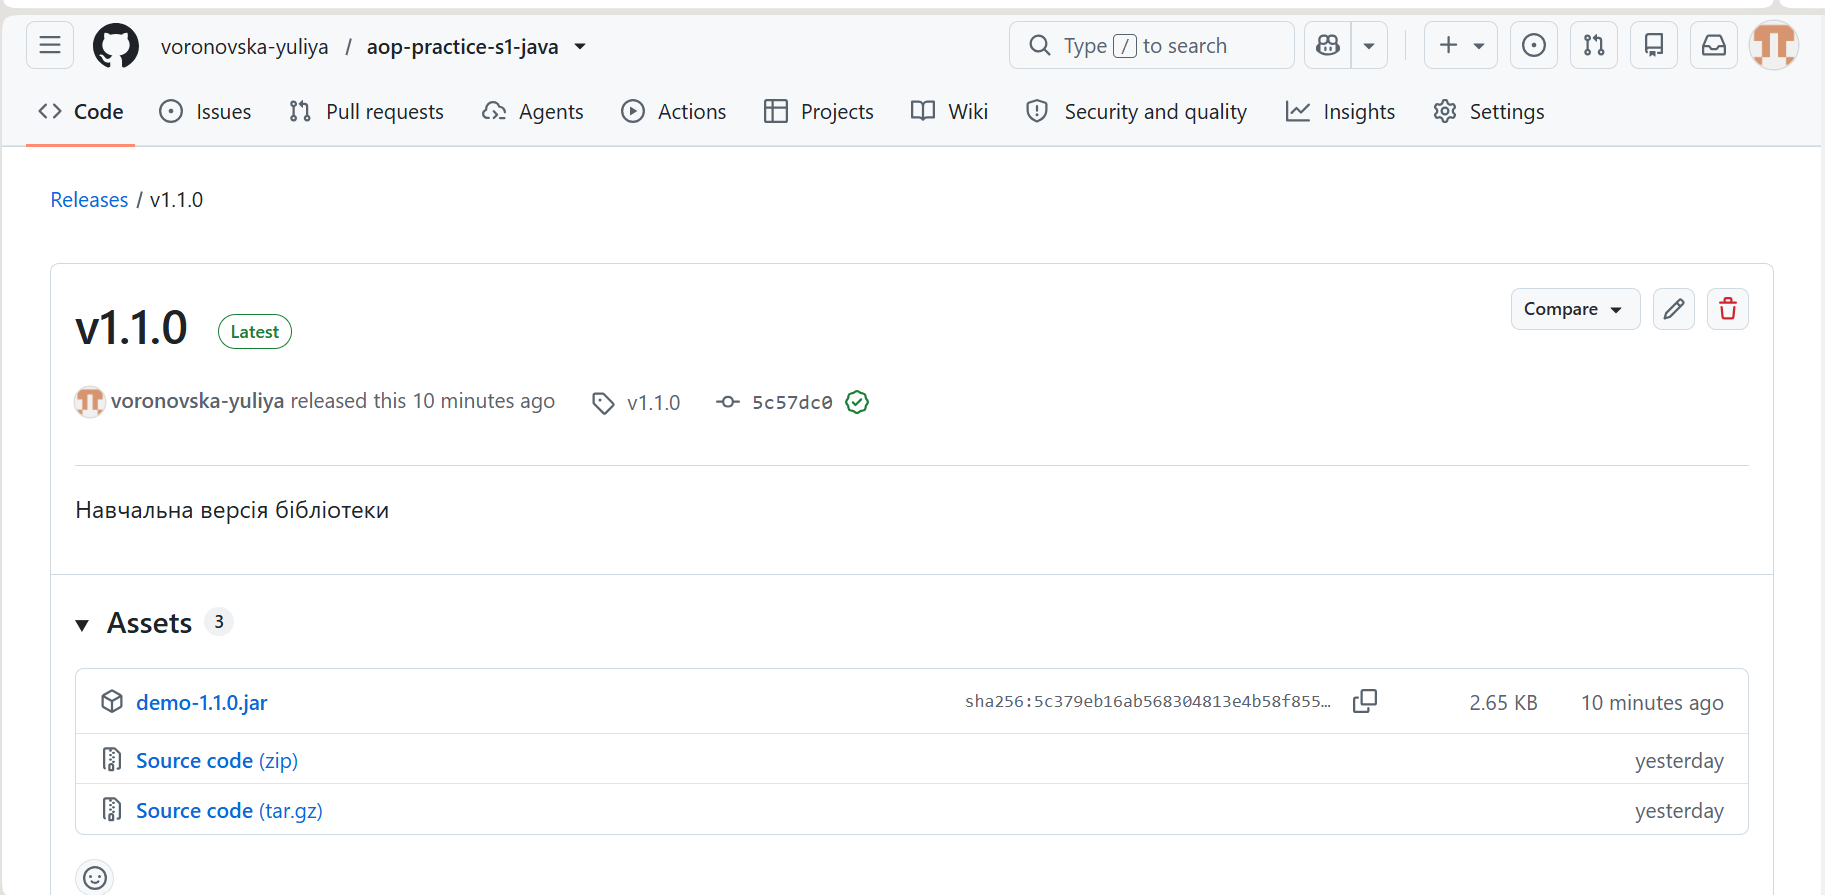 voronovska-yuliya / aop-practice-s1-java
Type / to search
Code Issues Pull requests Agents Actions Projects Wiki Security and quality Insights Settings
Releases / v1.1.0
v1.1.0 Latest
Compare
voronovska-yuliya released this 10 minutes ago v1.1.0 5c57dc0
Навчальна версія бібліотеки
Assets 3
demo-1.1.0.jar sha256:5c379eb16ab568304813e4b58f855… 2.65 KB 10 minutes ago
Source code (zip) yesterday
Source code (tar.gz) yesterday